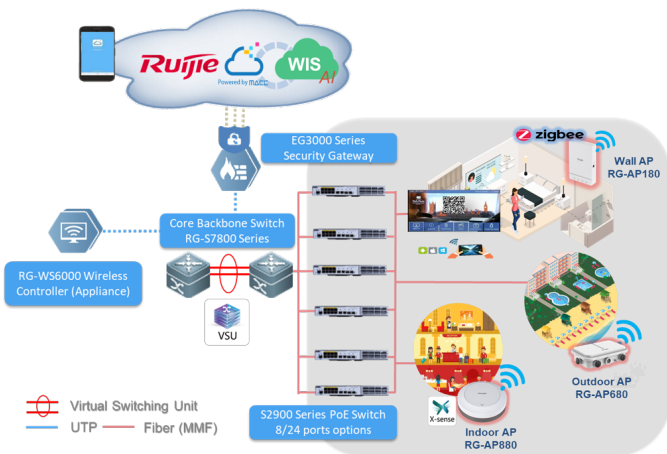 Ruijie
Powered by MACC
WIS
AI
EG3000 Series
Security Gateway
zigbee
Wall AP
RG-AP180
Core Backbone Switch
RG-S7800 Series
RG-WS6000 Wireless
Controller (Appliance)
VSU
Outdoor AP
RG-AP680
X-sense
Indoor AP
RG-AP880
S2900 Series PoE Switch
8/24 ports options
Virtual Switching Unit
UTP
Fiber (MMF)